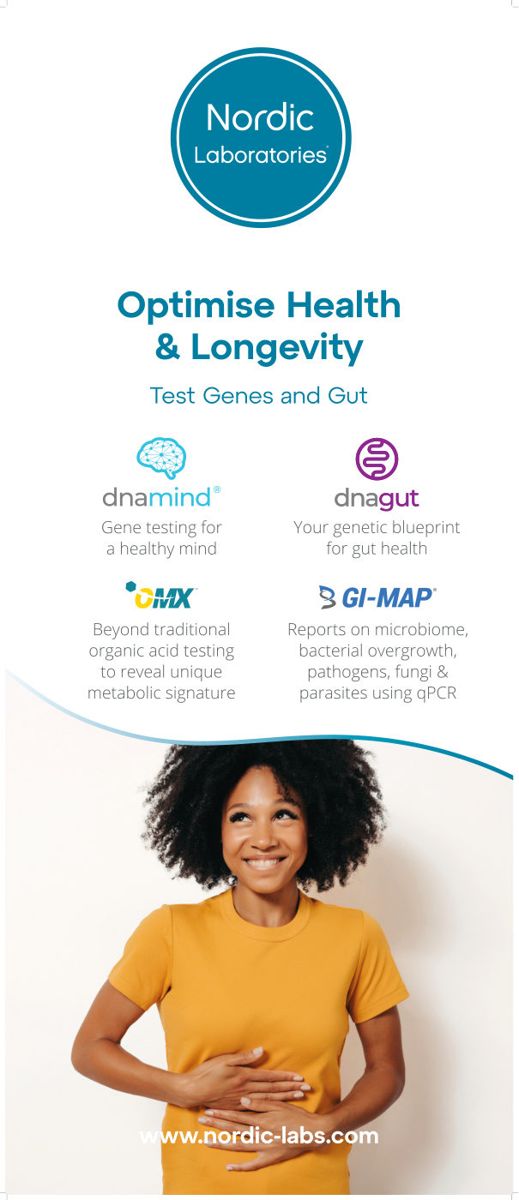 Nordic
Laboratories
Optimise Health
& Longevity
Test Genes and Gut
dnamind®
Gene testing for
a healthy mind
dnagut
Your genetic blueprint
for gut health
OMX™
Beyond traditional
organic acid testing
to reveal unique
metabolic signature
GI-MAP®
Reports on microbiome,
bacterial overgrowth,
pathogens, fungi &
parasites using qPCR
www.nordic-labs.com